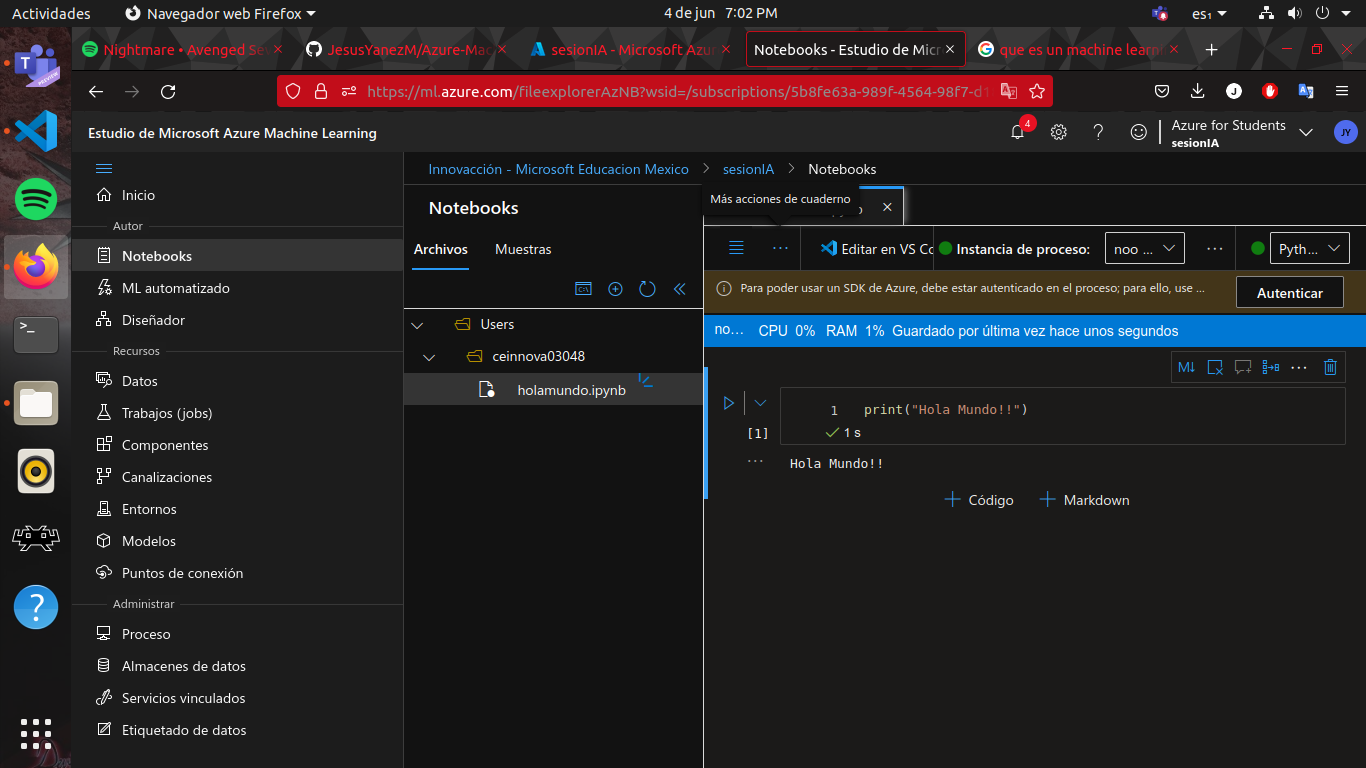 Actividades
Navegador web Firefox
4 de jun 7:02 PM
es₁
Nightmare • Avenged Se
JesusYanezM/Azure-Mac
sesionIA - Microsoft Azur
Notebooks - Estudio de Micr
que es un machine learni
https://ml.azure.com/fileexplorerAzNB?wsid=/subscriptions/5b8fe63a-989f-4564-98f7-d1
J
Estudio de Microsoft Azure Machine Learning
4
Azure for Students
sesionIA
JY
PREVIEW
Inicio
Autor
Notebooks
ML automatizado
Diseñador
Recursos
Datos
Trabajos (jobs)
Componentes
Canalizaciones
Entornos
Modelos
Puntos de conexión
Administrar
Proceso
Almacenes de datos
Servicios vinculados
Etiquetado de datos
Innovacción - Microsoft Educacion Mexico > sesionIA > Notebooks
Notebooks
Archivos
Muestras
Users
ceinnova03048
holamundo.ipynb
Más acciones de cuaderno
Editar en VS Co
Instancia de proceso:
noo ...
Pyth...
Para poder usar un SDK de Azure, debe estar autenticado en el proceso; para ello, use ...
Autenticar
no... CPU 0% RAM 1% Guardado por última vez hace unos segundos
M↓
1 print("Hola Mundo!!")
[1]
1 s
Hola Mundo!!
Código
Markdown